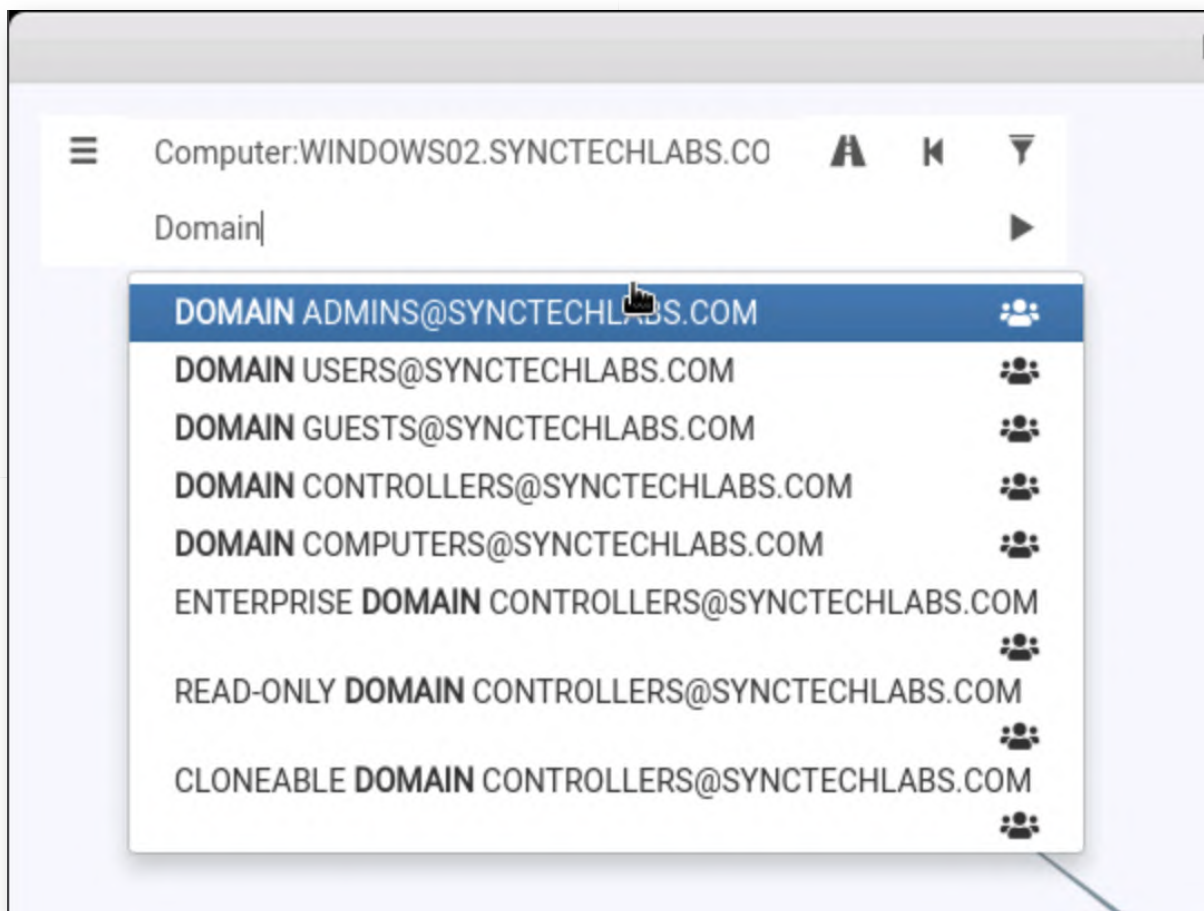 Computer:WINDOWS02.SYNCTECHLABS.CO
Domain
DOMAIN ADMINS@SYNCTECHLABS.COM
DOMAIN USERS@SYNCTECHLABS.COM
DOMAIN GUESTS@SYNCTECHLABS.COM
DOMAIN CONTROLLERS@SYNCTECHLABS.COM
DOMAIN COMPUTERS@SYNCTECHLABS.COM
ENTERPRISE DOMAIN CONTROLLERS@SYNCTECHLABS.COM
READ-ONLY DOMAIN CONTROLLERS@SYNCTECHLABS.COM
CLONEABLE DOMAIN CONTROLLERS@SYNCTECHLABS.COM